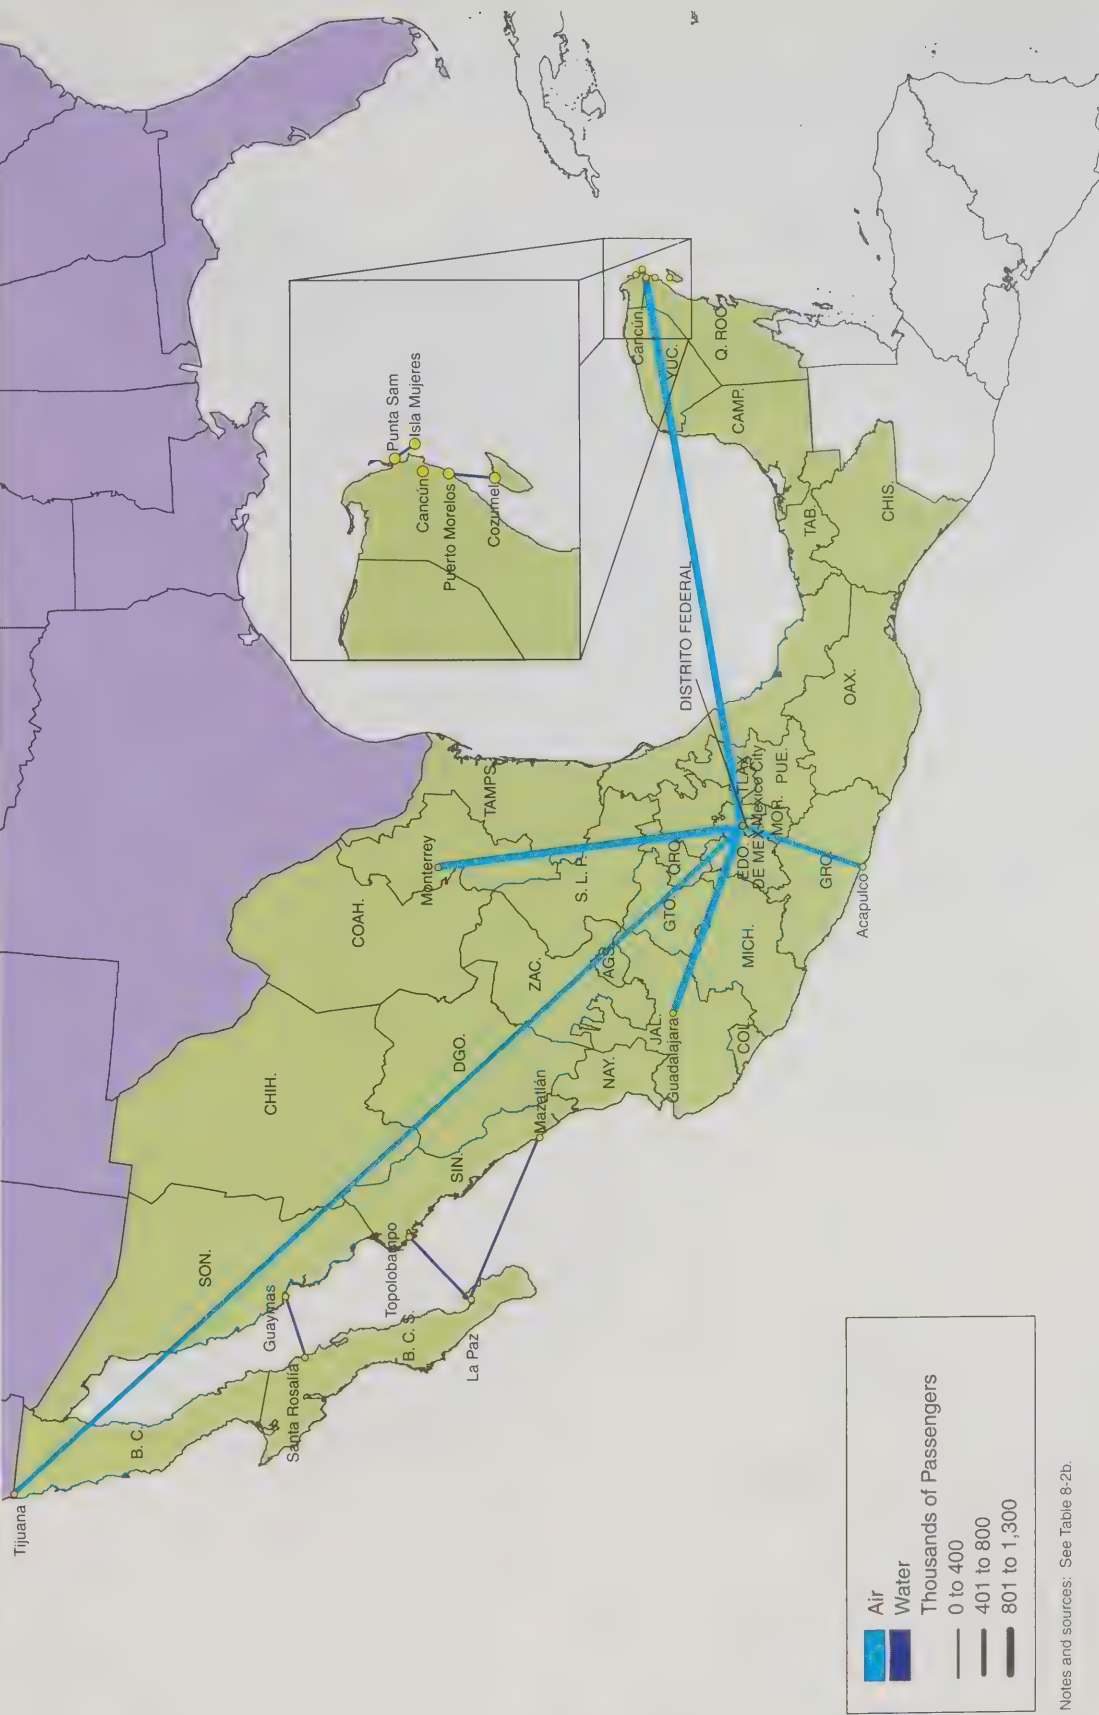 Tijuana
B. C.
SON.
Guaymas
Santa Rosalía
CHIH.
COAH.
Topolobampo
B. C. S.
La Paz
SIN.
DGO.
Monterrey
TAMPS.
Mazatlán
ZAC.
S. L. P.
NAY.
AGS.
JAL.
Guadalajara
GTO.
QRO.
COL.
MICH.
EDO.
DE MÉX.
Mexico City
TLAX.
MOR.
PUE.
DISTRITO FEDERAL
GRO.
Acapulco
OAX.
TAB.
CHIS.
CAMP.
YUC.
Q. ROO
Cancún
Punta Sam
Isla Mujeres
Cancún
Puerto Morelos
Cozumel
Air
Water
Thousands of Passengers
0 to 400
401 to 800
801 to 1,300
Notes and sources: See Table 8-2b.